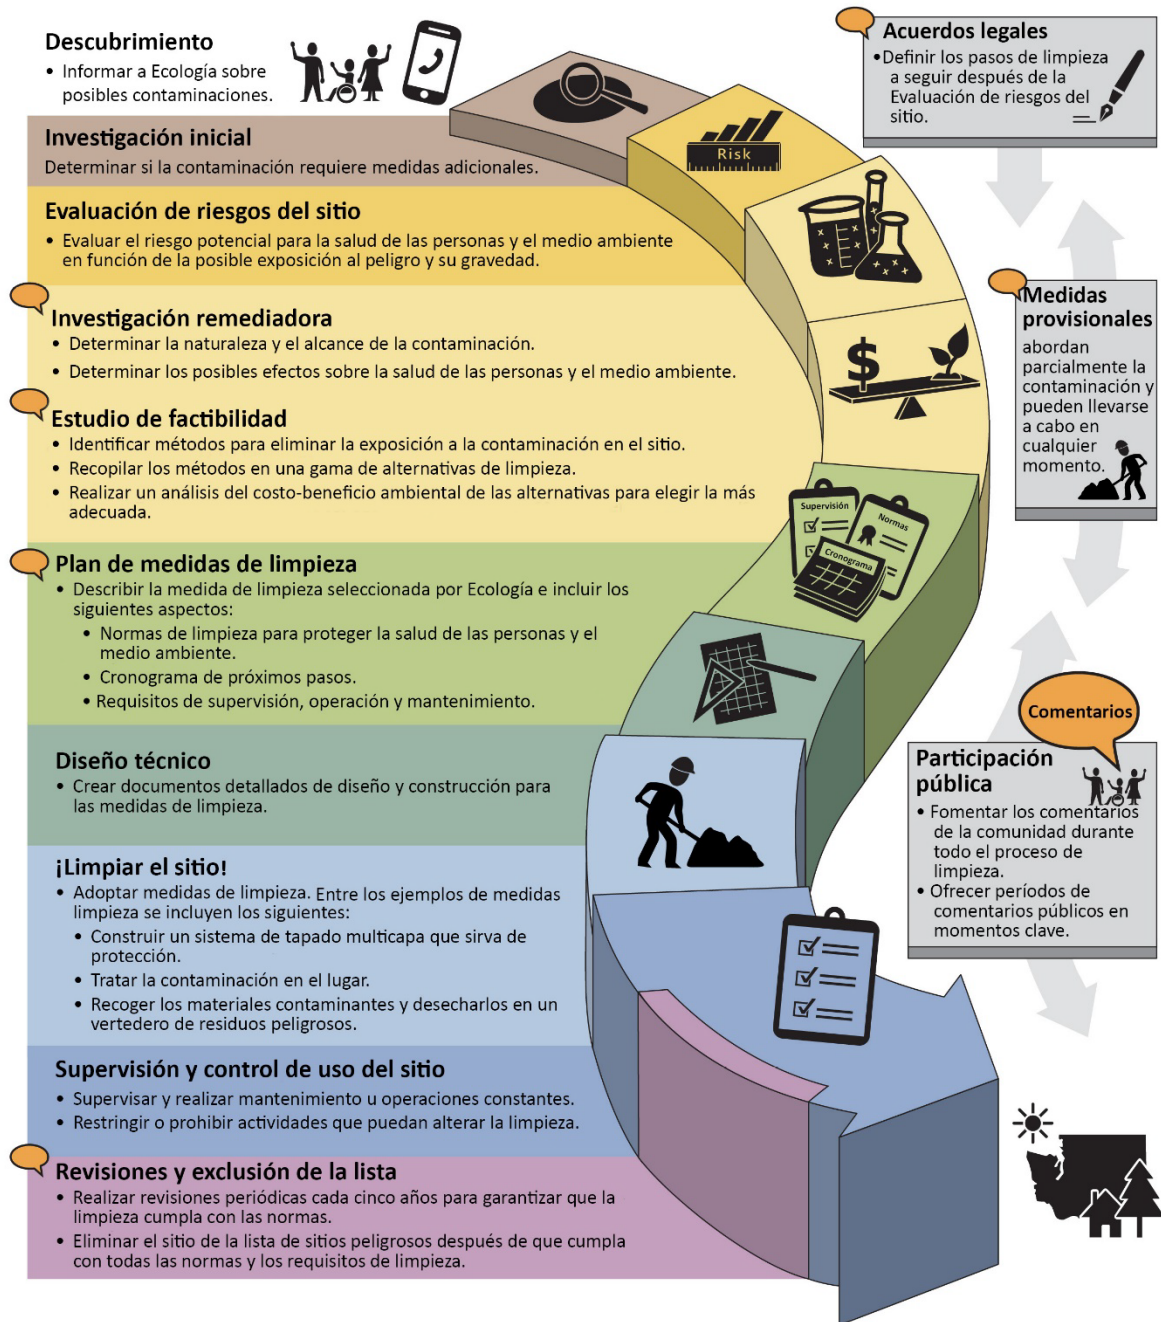 Descubrimiento
• Informar a Ecología sobre
posibles contaminaciones.
Investigación inicial
Determinar si la contaminación requiere medidas adicionales.
Evaluación de riesgos del sitio
• Evaluar el riesgo potencial para la salud de las personas y el medio ambiente
en función de la posible exposición al peligro y su gravedad.
Investigación remediadora
• Determinar la naturaleza y el alcance de la contaminación.
• Determinar los posibles efectos sobre la salud de las personas y el medio ambiente.
Estudio de factibilidad
• Identificar métodos para eliminar la exposición a la contaminación en el sitio.
• Recopilar los métodos en una gama de alternativas de limpieza.
• Realizar un análisis del costo-beneficio ambiental de las alternativas para elegir la más
adecuada.
Plan de medidas de limpieza
• Describir la medida de limpieza seleccionada por Ecología e incluir los
siguientes aspectos:
• Normas de limpieza para proteger la salud de las personas y el
medio ambiente.
• Cronograma de próximos pasos.
• Requisitos de supervisión, operación y mantenimiento.
Diseño técnico
• Crear documentos detallados de diseño y construcción para
las medidas de limpieza.
¡Limpiar el sitio!
• Adoptar medidas de limpieza. Entre los ejemplos de medidas
limpieza se incluyen los siguientes:
• Construir un sistema de tapado multicapa que sirva de
protección.
• Tratar la contaminación en el lugar.
• Recoger los materiales contaminantes y desecharlos en un
vertedero de residuos peligrosos.
Supervisión y control de uso del sitio
• Supervisar y realizar mantenimiento u operaciones constantes.
• Restringir o prohibir actividades que puedan alterar la limpieza.
Revisiones y exclusión de la lista
• Realizar revisiones periódicas cada cinco años para garantizar que la
limpieza cumpla con las normas.
• Eliminar el sitio de la lista de sitios peligrosos después de que cumpla
con todas las normas y los requisitos de limpieza.
Risk
$
Supervisión
Normas
Cronograma
Acuerdos legales
•Definir los pasos de limpieza
a seguir después de la
Evaluación de riesgos del
sitio.
Medidas
provisionales
abordan
parcialmente la
contaminación y
pueden llevarse
a cabo en
cualquier
momento.
Comentarios
Participación
pública
• Fomentar los comentarios
de la comunidad durante
todo el proceso de
limpieza.
• Ofrecer períodos de
comentarios públicos en
momentos clave.